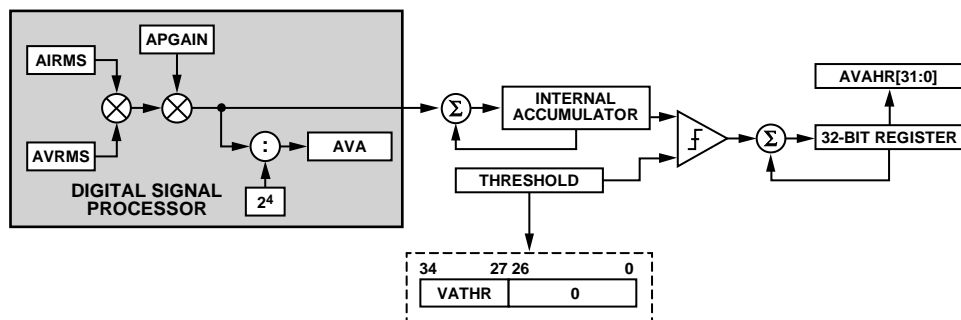 APGAIN
AIRMS
AVRMS
:
AVA
2⁴
DIGITAL SIGNAL
PROCESSOR
Σ
INTERNAL
ACCUMULATOR
THRESHOLD
Σ
AVAHR[31:0]
32-BIT REGISTER
34 27 26 0
VATHR 0